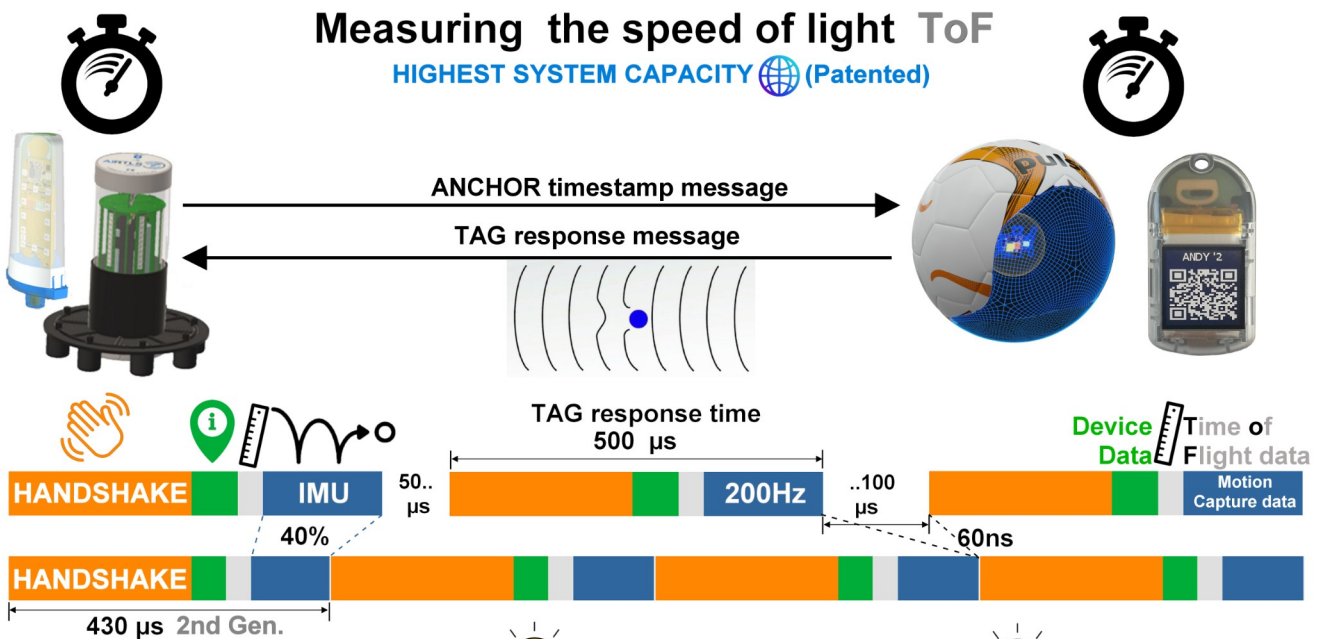 Measuring the speed of light ToF
HIGHEST SYSTEM CAPACITY (Patented)
ANCHOR timestamp message
TAG response message
ANDY '2
TAG response time
500 µs
Device
Data
Time of
Flight data
HANDSHAKE
IMU
50..
µs
200Hz
..100
µs
Motion
Capture data
40%
60ns
HANDSHAKE
430 µs 2nd Gen.